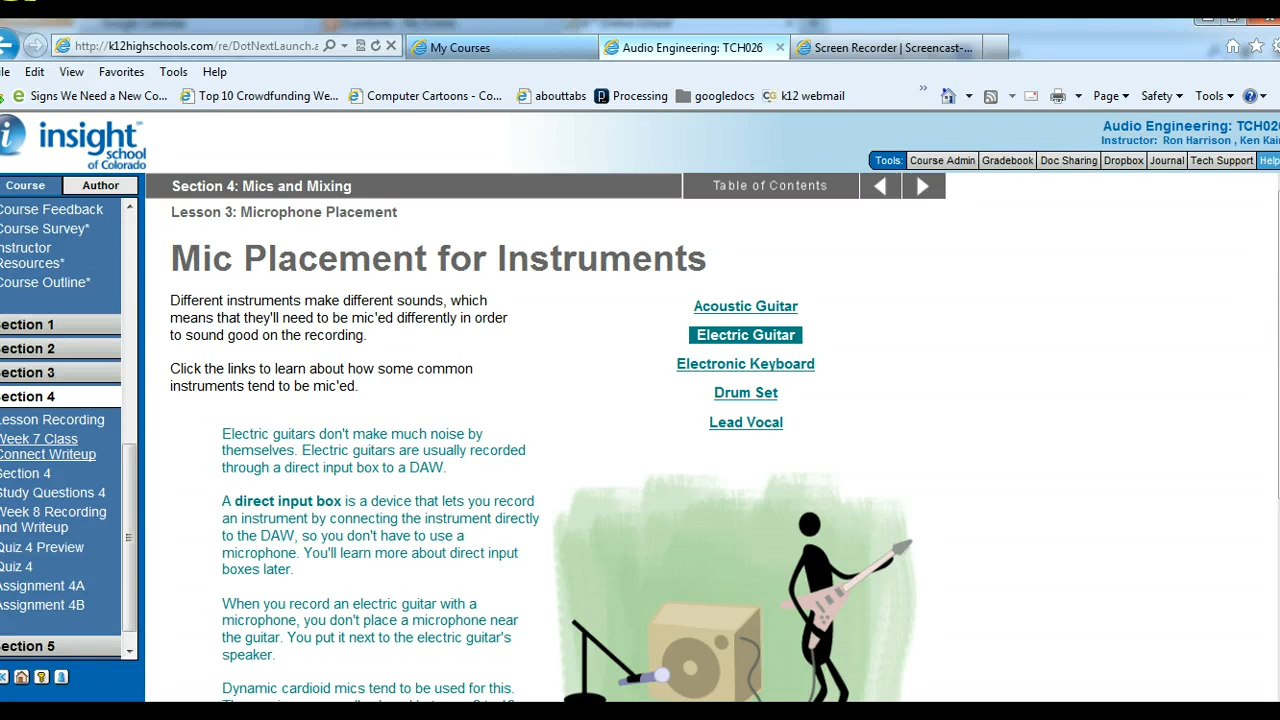 http://k12highschools.com/re/DotNextLaunch.a
My Courses
Audio Engineering: TCH026
Screen Recorder | Screencast-...
Edit View Favorites Tools Help
Signs We Need a New Co...
Top 10 Crowdfunding We...
Computer Cartoons - Co...
abouttabs
Processing
googledocs
k12 webmail
Page
Safety
Tools
insight
school
of Colorado
Audio Engineering: TCH02
Instructor: Ron Harrison , Ken Kai
Tools: Course Admin Gradebook Doc Sharing Dropbox Journal Tech Support Help
Course Author
Section 4: Mics and Mixing
Table of Contents
Course Feedback
Course Survey*
nstructor
Resources*
Course Outline*
ection 1
ection 2
ection 3
ection 4
esson Recording
Week 7 Class
Connect Writeup
Section 4
Study Questions 4
Week 8 Recording
and Writeup
Quiz 4 Preview
Quiz 4
Assignment 4A
Assignment 4B
ection 5
Lesson 3: Microphone Placement
Mic Placement for Instruments
Different instruments make different sounds, which
means that they'll need to be mic'ed differently in order
to sound good on the recording.
Click the links to learn about how some common
instruments tend to be mic'ed.
Acoustic Guitar
Electric Guitar
Electronic Keyboard
Drum Set
Lead Vocal
Electric guitars don't make much noise by
themselves. Electric guitars are usually recorded
through a direct input box to a DAW.
A direct input box is a device that lets you record
an instrument by connecting the instrument directly
to the DAW, so you don't have to use a
microphone. You'll learn more about direct input
boxes later.
When you record an electric guitar with a
microphone, you don't place a microphone near
the guitar. You put it next to the electric guitar's
speaker.
Dynamic cardioid mics tend to be used for this.